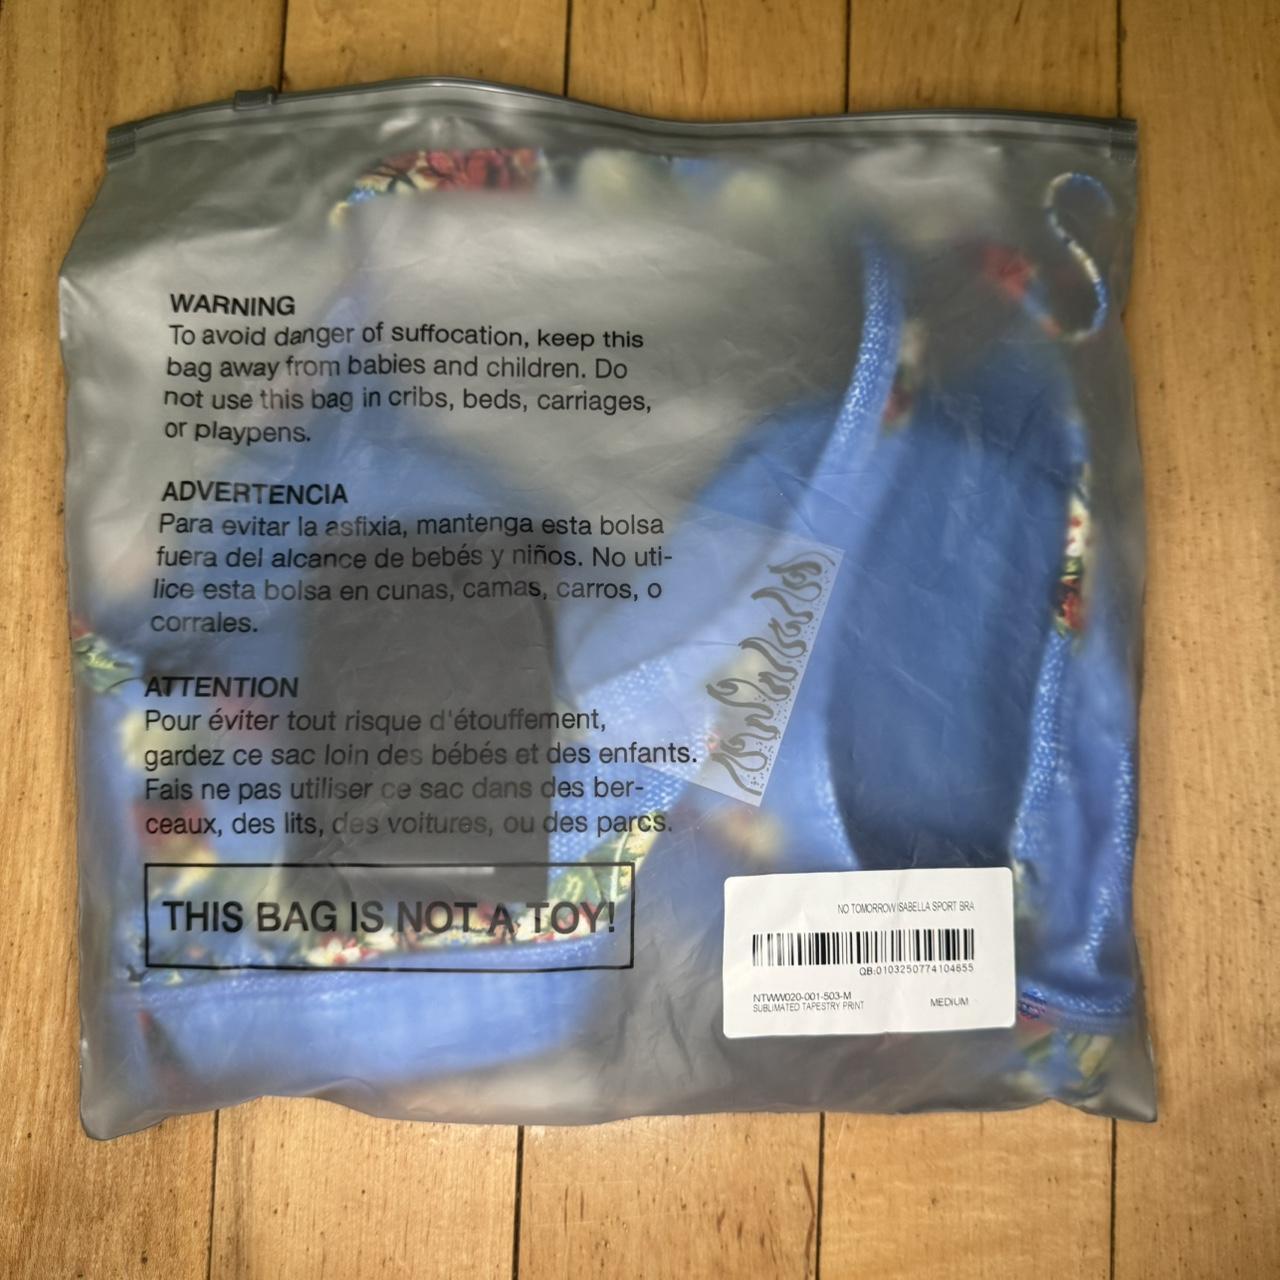 WARNING
To avoid danger of suffocation, keep this
bag away from babies and children. Do
not use this bag in cribs, beds, carriages,
or playpens.
ADVERTENCIA
Para evitar la asfixia, mantenga esta bolsa
fuera del alcance de bebés y niños. No uti-
lice esta bolsa en cunas, camas, carros, o
corrales.
ATTENTION
Pour éviter tout risque d'étouffement,
gardez ce sac loin des bébés et des enfants.
Fais ne pas utiliser ce sac dans des ber-
ceaux, des lits, des voitures, ou des parcs.
THIS BAG IS NOT A TOY!
NO TOMORROW ISABELLA SPORT BRA
QB:0103250774104655
NTWW020-001-503-M
SUBLIMATED TAPESTRY PRINT
MEDIUM